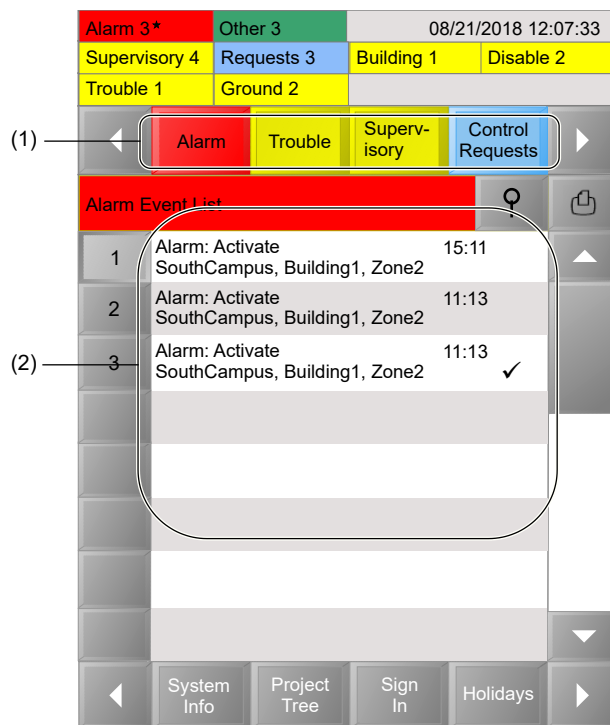 Alarm 3★ Other 3 08/21/2018 12:07:33
Supervisory 4 Requests 3 Building 1 Disable 2
Trouble 1 Ground 2
(1)
Alarm
Trouble
Superv-
isory
Control
Requests
Alarm Event List
1
Alarm: Activate 15:11
SouthCampus, Building1, Zone2
2
Alarm: Activate 11:13
SouthCampus, Building1, Zone2
(2)
3
Alarm: Activate 11:13
SouthCampus, Building1, Zone2 ✓
System
Info
Project
Tree
Sign
In
Holidays